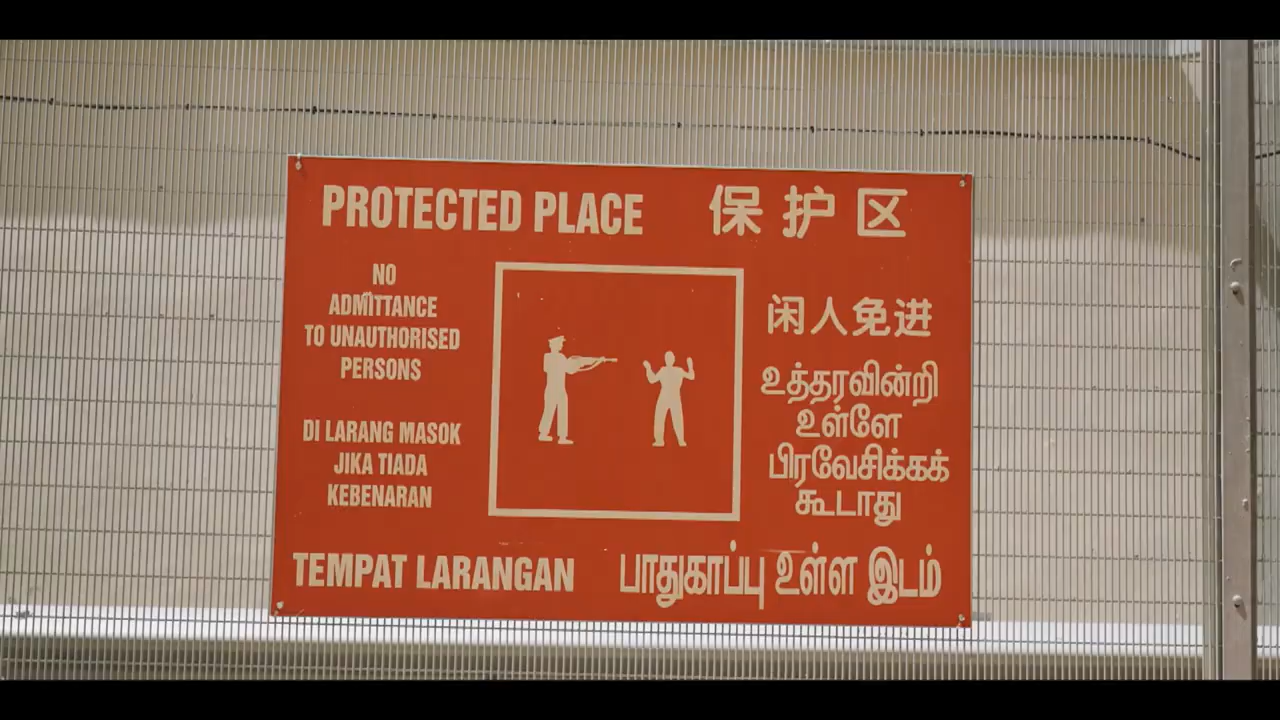 PROTECTED PLACE
保护区
NO
ADMITTANCE
TO UNAUTHORISED
PERSONS
DI LARANG MASOK
JIKA TIADA
KEBENARAN
闲人免进
உத்தரவின்றி
உள்ளே
பிரவேசிக்கக்
கூடாது
TEMPAT LARANGAN
பாதுகாப்பு உள்ள இடம்